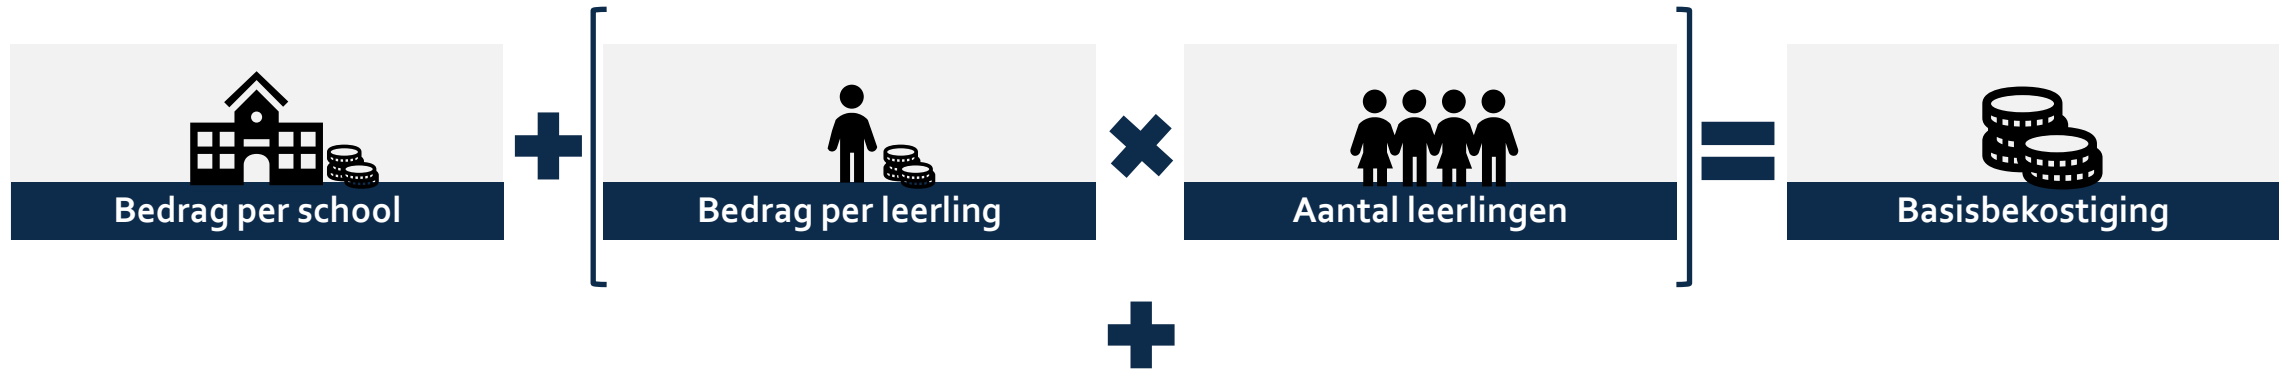 Bedrag per school
Bedrag per leerling
Aantal leerlingen
Basisbekostiging